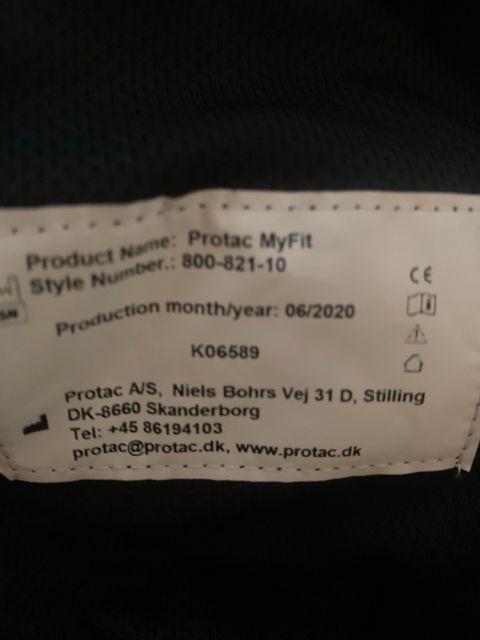 Product Name: Protac MyFit
Style Number.: 800-821-10
Production month/year: 06/2020
K06589
Protac A/S, Niels Bohrs Vej 31 D, Stilling
DK-8660 Skanderborg
Tel: +45 86194103
protac@protac.dk, www.protac.dk
CE
SN